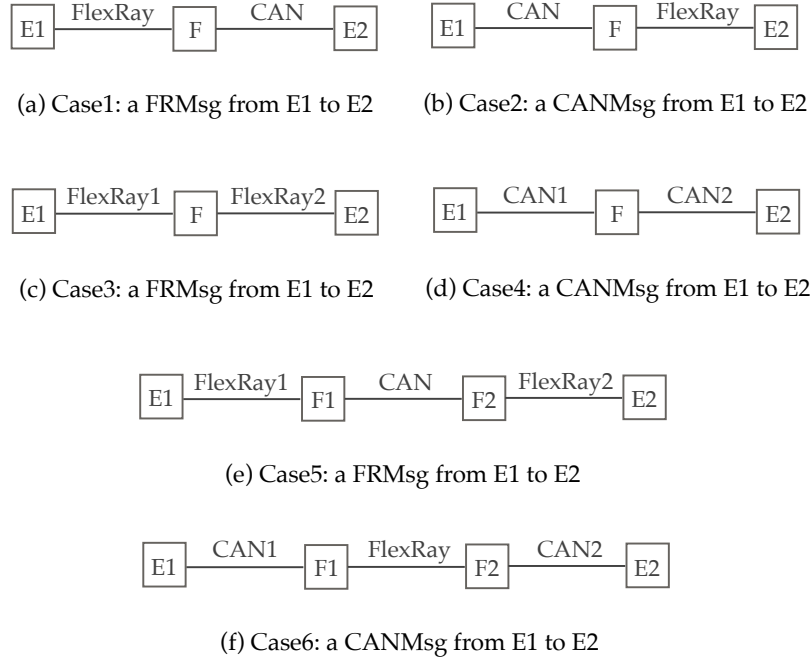 FlexRay CAN
E1 F E2
(a) Case1: a FRMsg from E1 to E2
CAN FlexRay
E1 F E2
(b) Case2: a CANMsg from E1 to E2
FlexRay1 FlexRay2
E1 F E2
(c) Case3: a FRMsg from E1 to E2
CAN1 CAN2
E1 F E2
(d) Case4: a CANMsg from E1 to E2
FlexRay1 CAN FlexRay2
E1 F1 F2 E2
(e) Case5: a FRMsg from E1 to E2
CAN1 FlexRay CAN2
E1 F1 F2 E2
(f) Case6: a CANMsg from E1 to E2